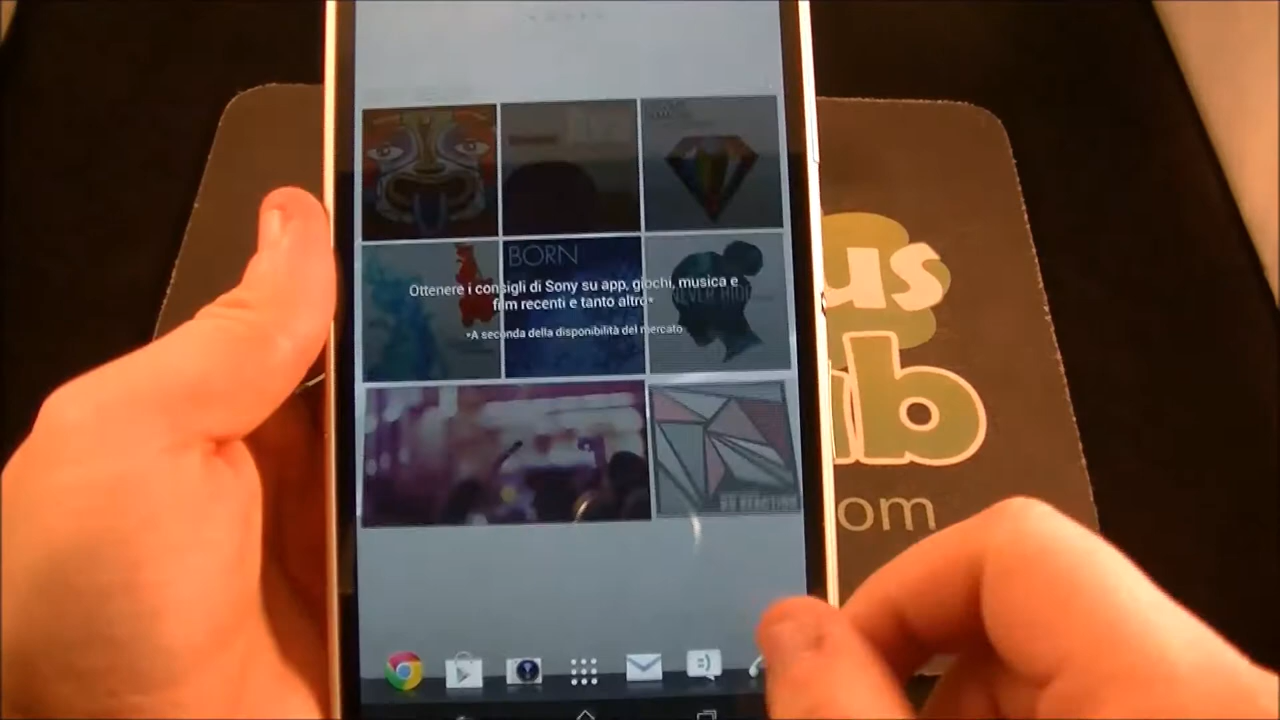 BORN
Ottenere i consigli di Sony su app, giochi, musica e
film recenti e tanto altro*
*A seconda della disponibilità del mercato
us
om